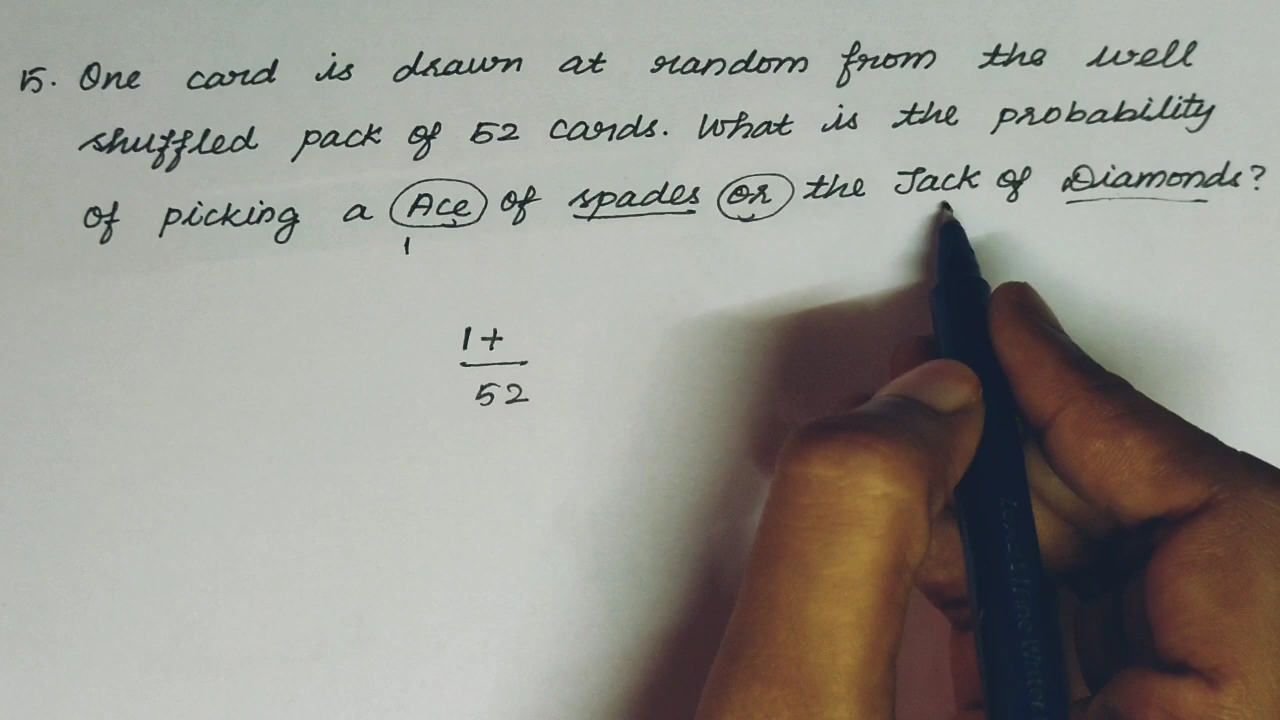 15. One card is drawn at random from the well
shuffled pack of 52 cards. What is the probability
of picking a Ace of spades or the Jack of Diamonds?
1
1+
52